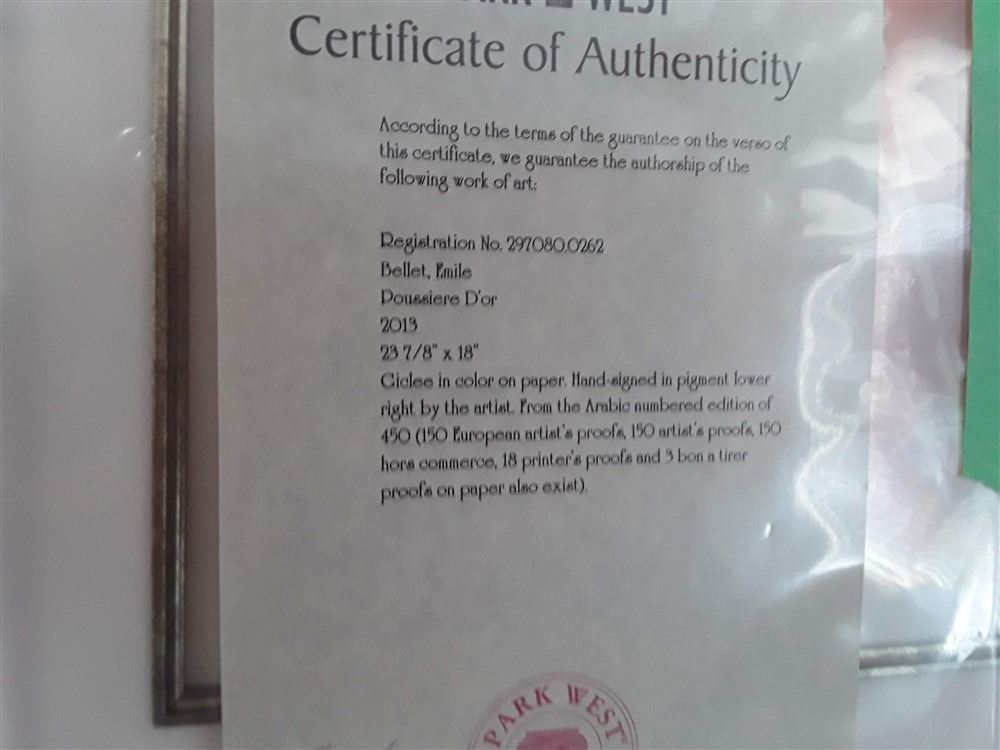 PARK WEST
Certificate of Authenticity
According to the terms of the guarantee on the verso of
this certificate, we guarantee the authorship of the
following work of art:
Registration No. 297080.0262
Bellet, Emile
Poussiere D'or
2013
23 7/8" x 18"
Giclee in color on paper. Hand-signed in pigment lower
right by the artist. From the Arabic numbered edition of
450 (150 European artist's proofs, 150 artist's proofs, 150
hors commerce, 18 printer's proofs and 3 bon a tirer
proofs on paper also exist).
PARK WEST